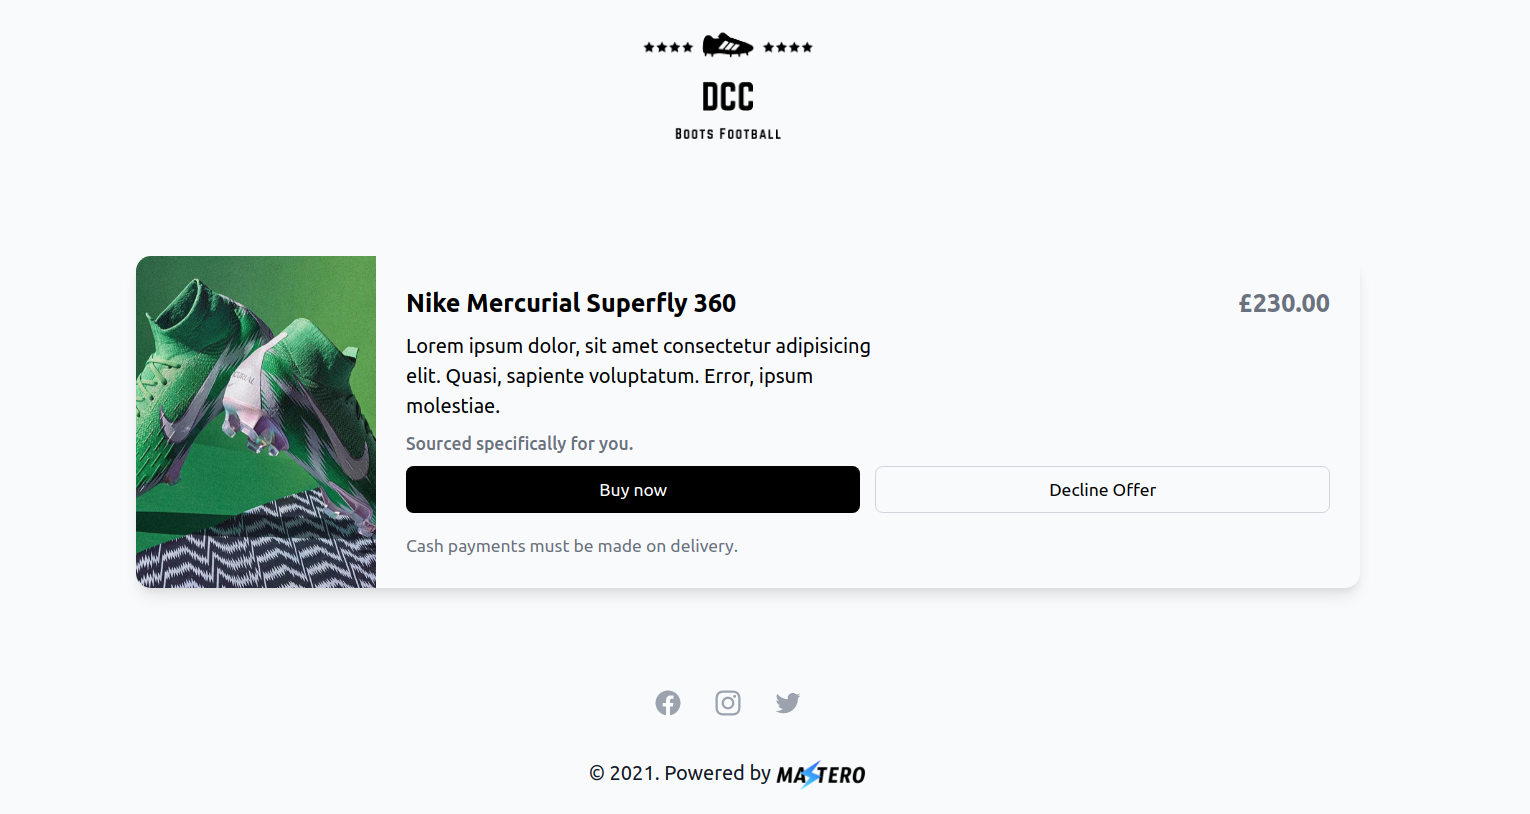 DCC
Boots Football
Nike Mercurial Superfly 360
£230.00
Lorem ipsum dolor, sit amet consectetur adipisicing
elit. Quasi, sapiente voluptatum. Error, ipsum
molestiae.
Sourced specifically for you.
Buy now
Decline Offer
Cash payments must be made on delivery.
© 2021. Powered by MASTERO